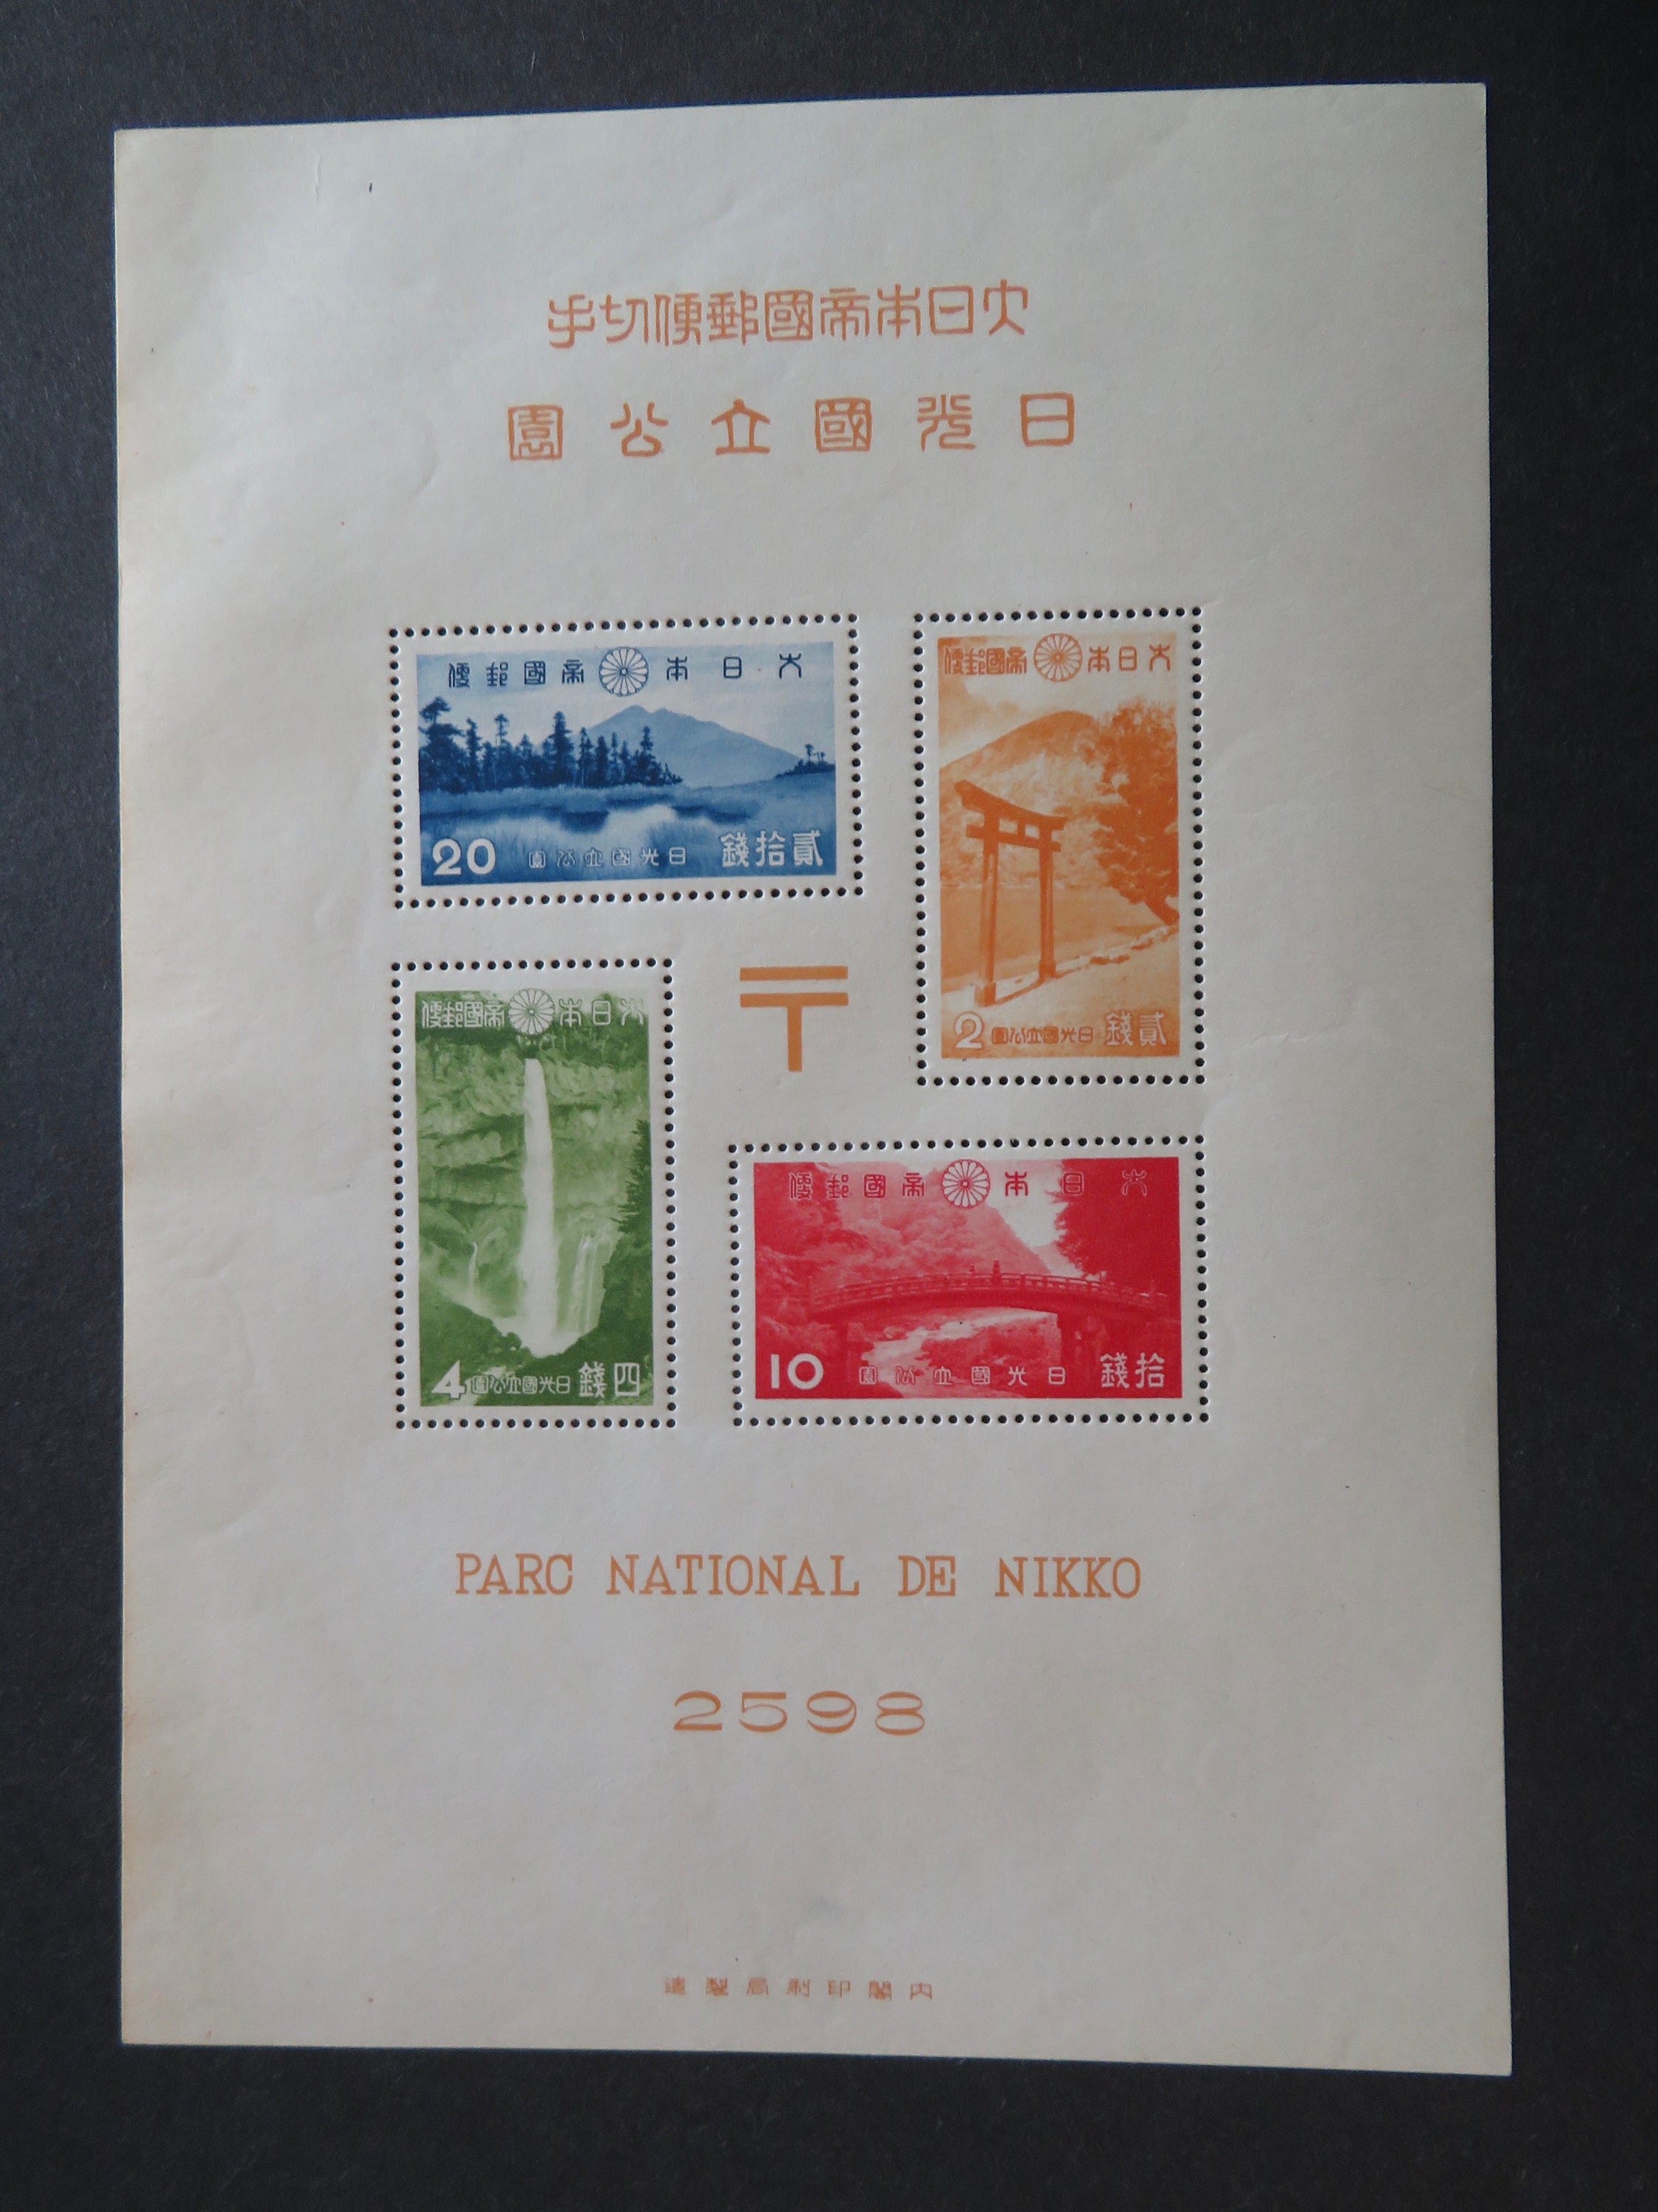 大日本帝國郵便切手
日光國立公園
大日本帝國郵便
貳拾錢 日光國立公園 20
大日本帝國郵便
貳錢 日光國立公園 2
〒
大日本帝國郵便
四錢 日光國立公園 4
大日本帝國郵便
拾錢 日光國立公園 10
PARC NATIONAL DE NIKKO
2598
内閣印刷局製造